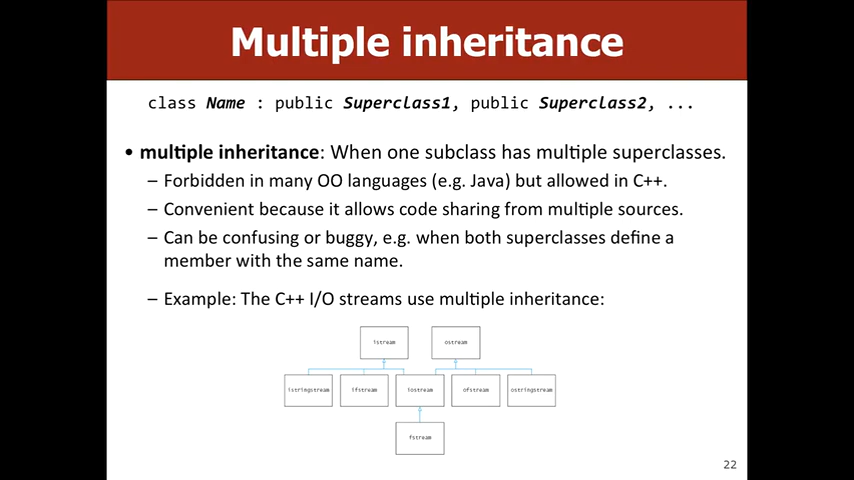 Multiple inheritance
class Name : public Superclass1, public Superclass2, ...
• multiple inheritance: When one subclass has multiple superclasses.
– Forbidden in many OO languages (e.g. Java) but allowed in C++.
– Convenient because it allows code sharing from multiple sources.
– Can be confusing or buggy, e.g. when both superclasses define a
member with the same name.
– Example: The C++ I/O streams use multiple inheritance:
istream ostream
istringstream ifstream iostream ofstream ostringstream
fstream
22